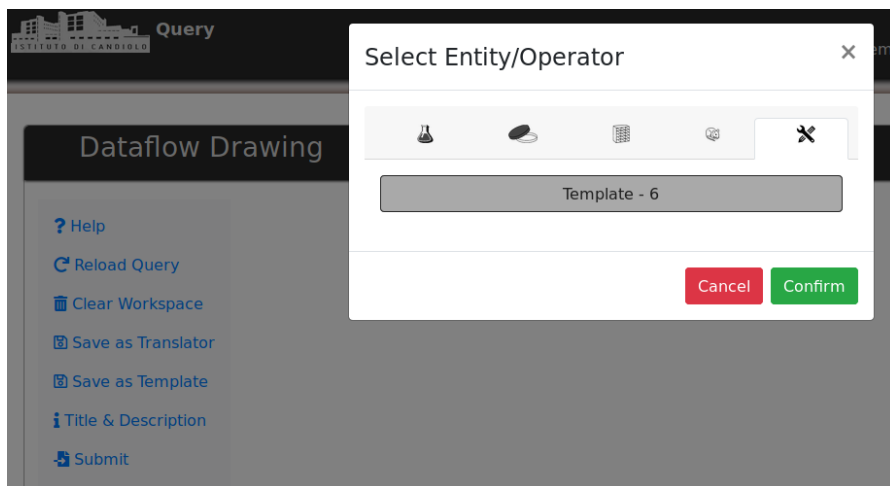 Query
ISTITUTO DI CANDIOLO
Select Entity/Operator
×
Dataflow Drawing
Template - 6
? Help
Reload Query
Clear Workspace
Save as Translator
Save as Template
Title & Description
Submit
Cancel
Confirm